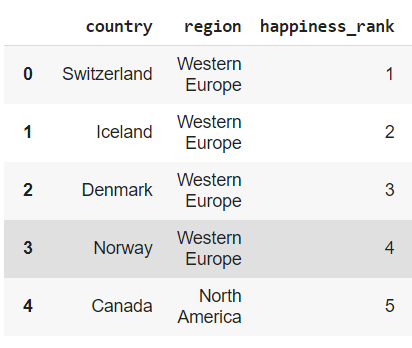 country region happiness_rank
0 Switzerland Western Europe 1
1 Iceland Western Europe 2
2 Denmark Western Europe 3
3 Norway Western Europe 4
4 Canada North America 5